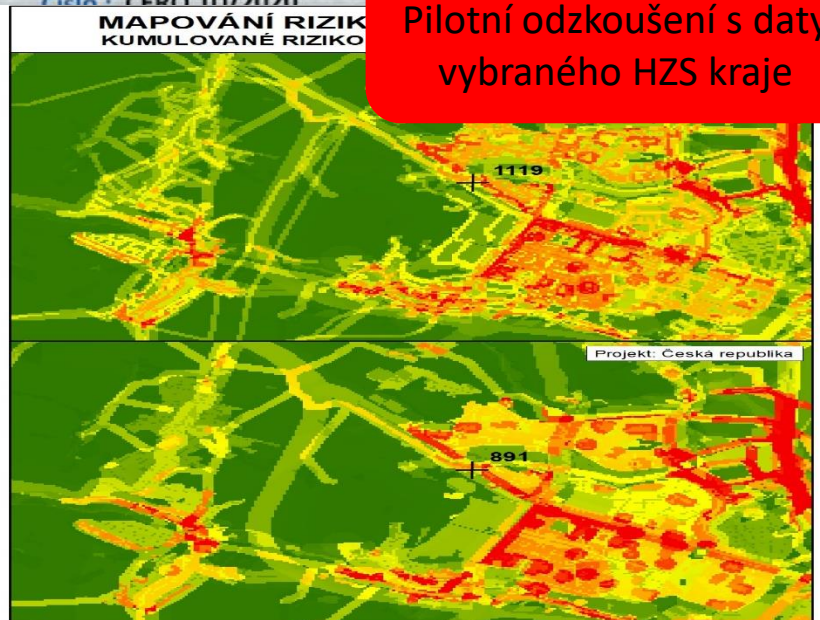 MAPOVÁNÍ RIZIK
KUMULOVANÉ RIZIKO
Pilotní odzkoušení s daty
vybraného HZS kraje
1119
Projekt: Česká republika
891